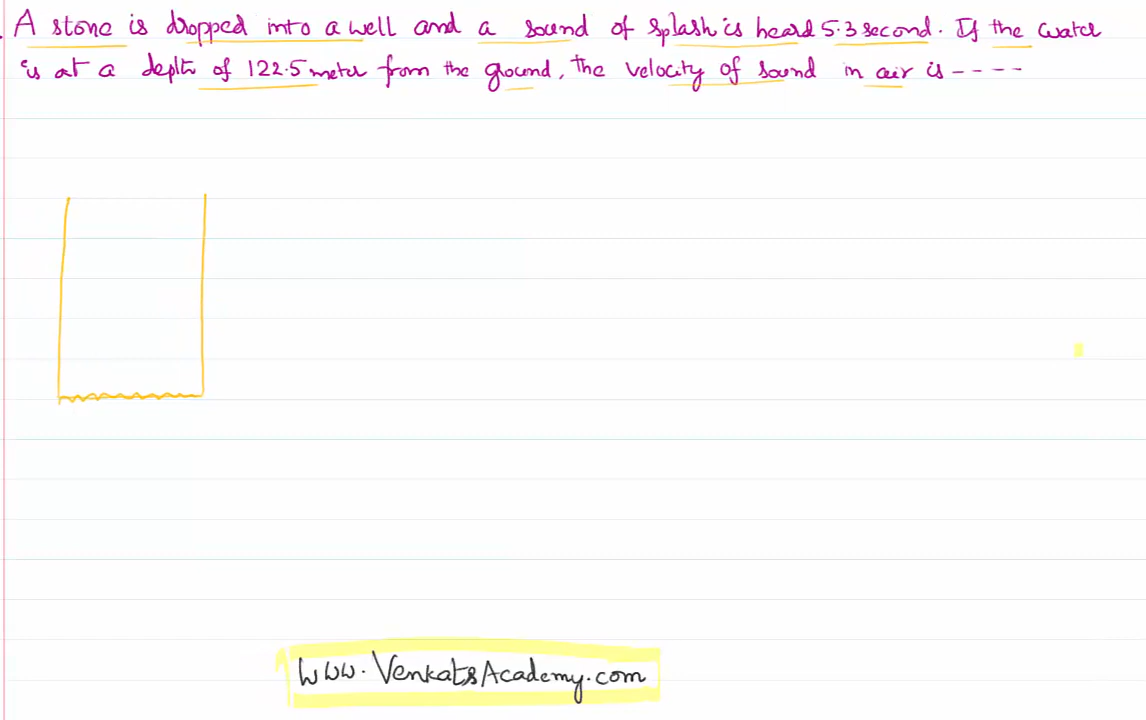 A stone is dropped into a well and a sound of splash is heard 5.3 second. If the water
is at a depth of 122.5 meter from the ground, the velocity of sound in air is ----
www.VenkatsAcademy.com